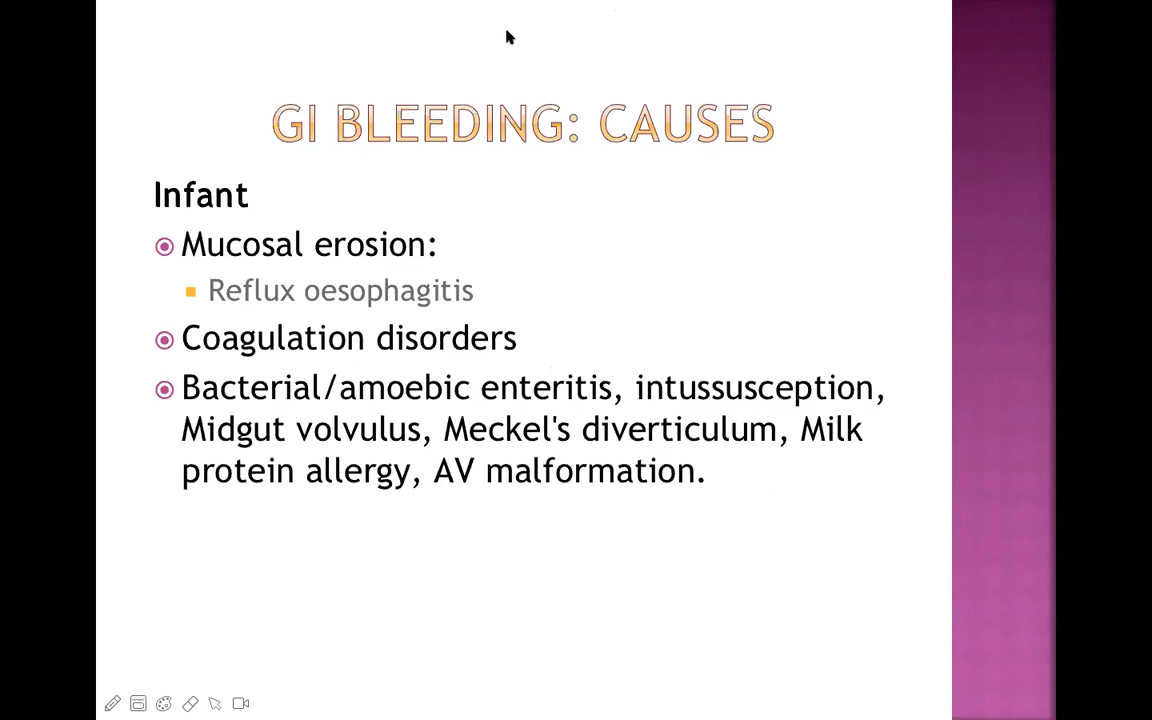 GI BLEEDING: CAUSES
Infant
Mucosal erosion:
Reflux oesophagitis
Coagulation disorders
Bacterial/amoebic enteritis, intussusception,
Midgut volvulus, Meckel's diverticulum, Milk
protein allergy, AV malformation.